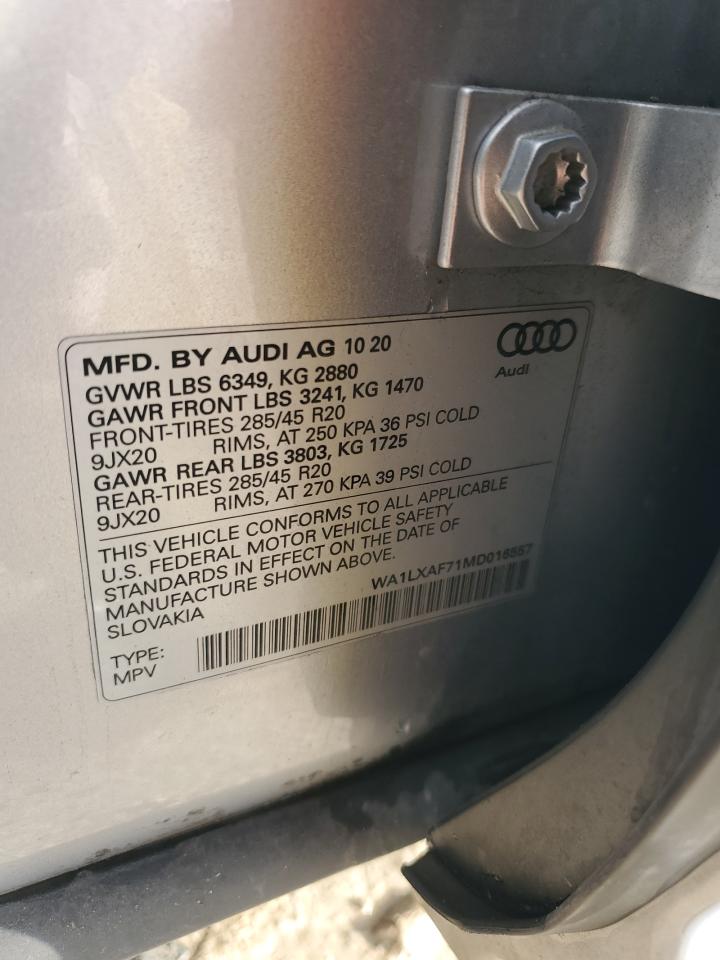 MFD. BY AUDI AG 10 20
Audi
GVWR LBS 6349, KG 2880
GAWR FRONT LBS 3241, KG 1470
FRONT-TIRES 285/45 R20
9JX20 RIMS, AT 250 KPA 36 PSI COLD
GAWR REAR LBS 3803, KG 1725
REAR-TIRES 285/45 R20
9JX20 RIMS, AT 270 KPA 39 PSI COLD
THIS VEHICLE CONFORMS TO ALL APPLICABLE
U.S. FEDERAL MOTOR VEHICLE SAFETY
STANDARDS IN EFFECT ON THE DATE OF
MANUFACTURE SHOWN ABOVE.
SLOVAKIA
WA1LXAF71MD016557
TYPE:
MPV